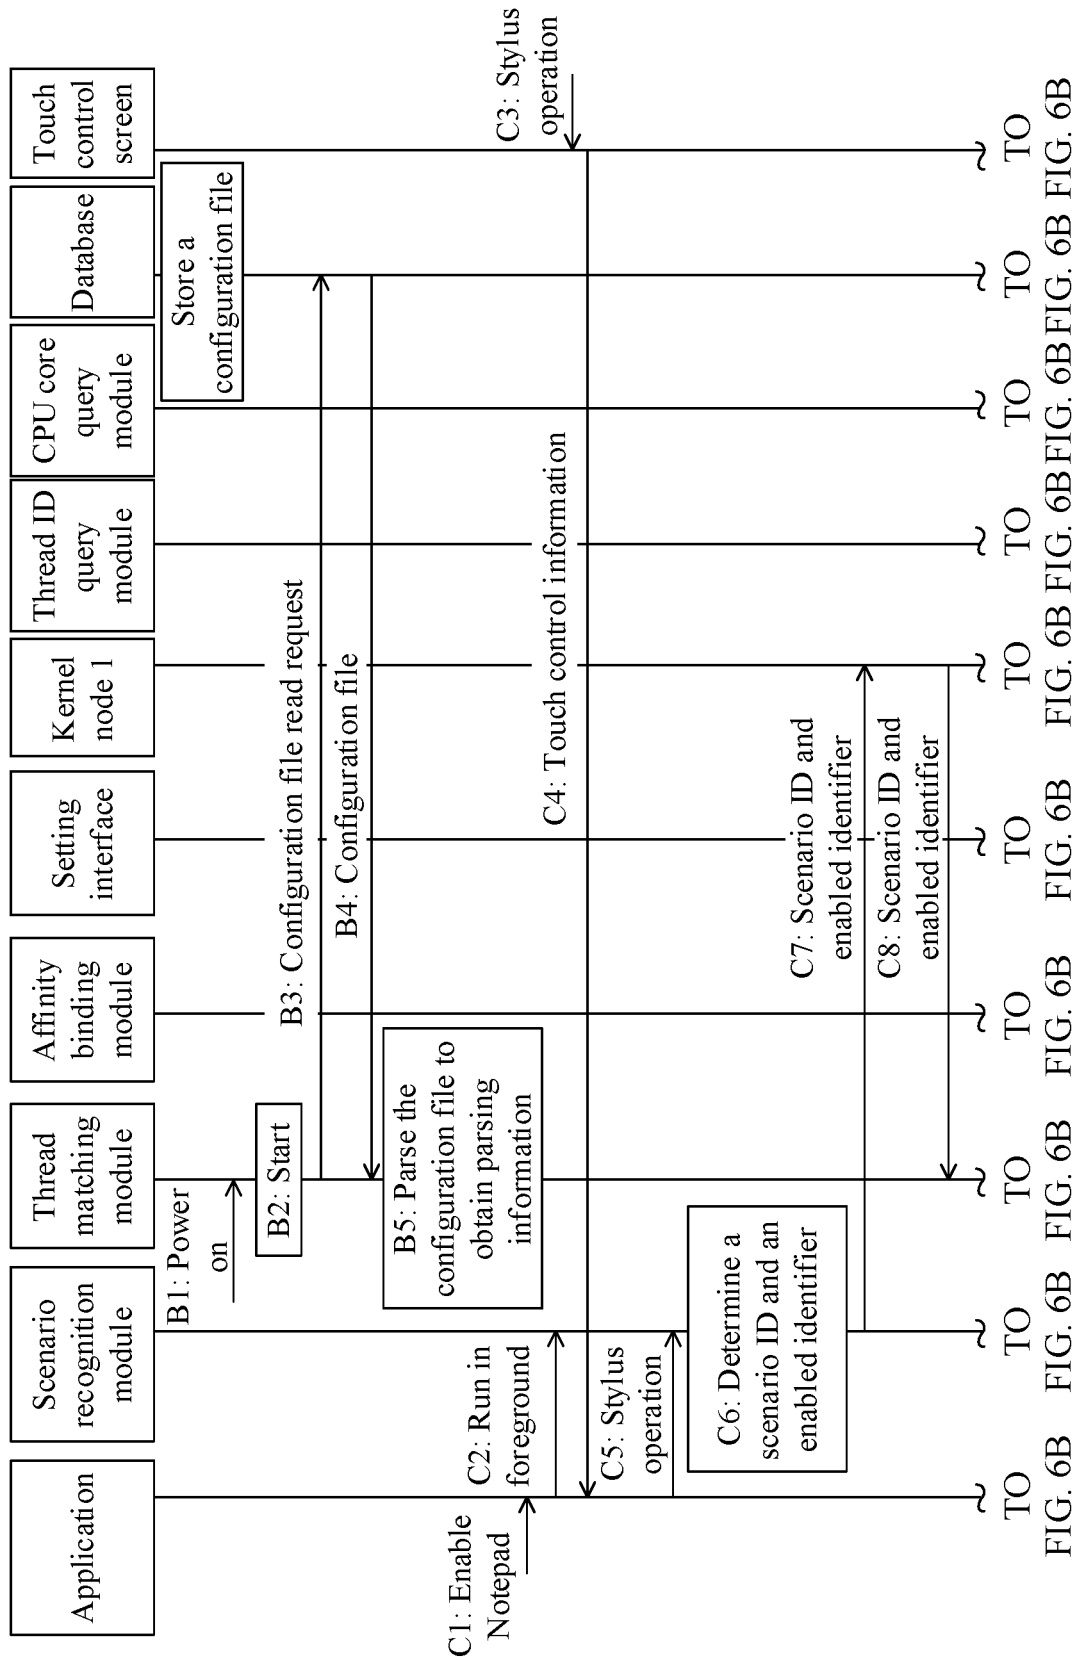 Application
Scenario
recognition
module
Thread
matching
module
Affinity
binding
module
Setting
interface
Kernel
node 1
Thread ID
query
module
CPU core
query
module
Database
Touch
control
screen
Store a
configuration file
B1: Power
on
B2: Start
B3: Configuration file read request
B4: Configuration file
B5: Parse the
configuration file to
obtain parsing
information
C1: Enable
Notepad
C2: Run in
foreground
C3: Stylus
operation
C4: Touch control information
C5: Stylus
operation
C6: Determine a
scenario ID and an
enabled identifier
C7: Scenario ID and
enabled identifier
C8: Scenario ID and
enabled identifier
TO
FIG. 6B
TO
FIG. 6B
TO
FIG. 6B
TO
FIG. 6B
TO
FIG. 6B
TO
FIG. 6B
TO
FIG. 6B
TO
FIG. 6B
TO
FIG. 6B
TO
FIG. 6B